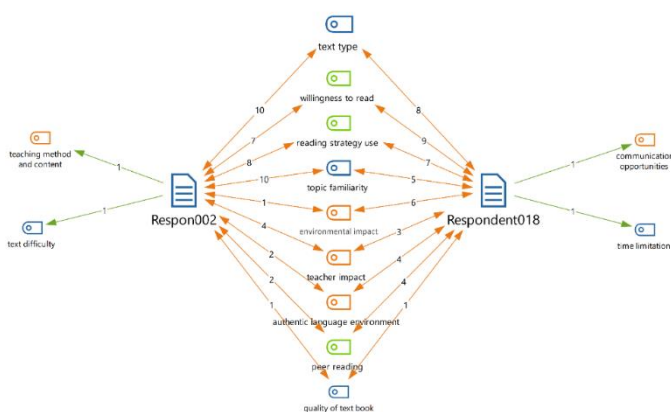 text type
10
8
willingness to read
7
9
reading strategy use
8
7
teaching method
and content
1
communication
opportunities
1
10
5
topic familiarity
Respon002
Respondent018
1
6
environmental impact
1
text difficulty
1
time limitation
4
3
teacher impact
2
4
authentic language environment
2
4
peer reading
1
1
quality of text book